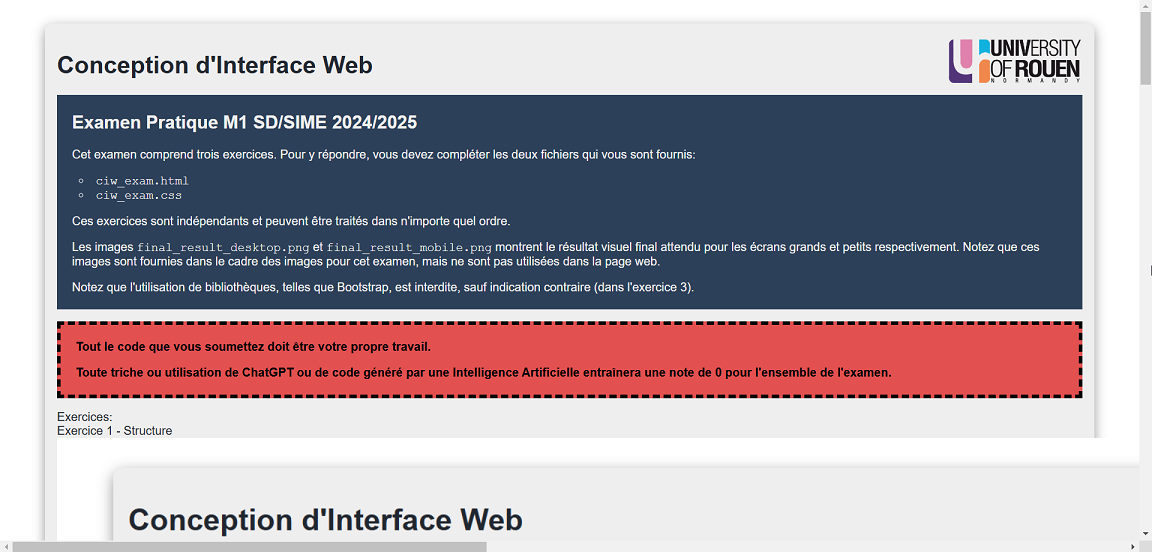 Conception d'Interface Web
UNIVERSITY
OF ROUEN
NORMANDY
Examen Pratique M1 SD/SIME 2024/2025
Cet examen comprend trois exercices. Pour y répondre, vous devez compléter les deux fichiers qui vous sont fournis:
ciw_exam.html
ciw_exam.css
Ces exercices sont indépendants et peuvent être traités dans n'importe quel ordre.
Les images final_result_desktop.png et final_result_mobile.png montrent le résultat visuel final attendu pour les écrans grands et petits respectivement. Notez que ces
images sont fournies dans le cadre des images pour cet examen, mais ne sont pas utilisées dans la page web.
Notez que l'utilisation de bibliothèques, telles que Bootstrap, est interdite, sauf indication contraire (dans l'exercice 3).
Tout le code que vous soumettez doit être votre propre travail.
Toute triche ou utilisation de ChatGPT ou de code généré par une Intelligence Artificielle entraînera une note de 0 pour l'ensemble de l'examen.
Exercices:
Exercice 1 - Structure
Conception d'Interface Web